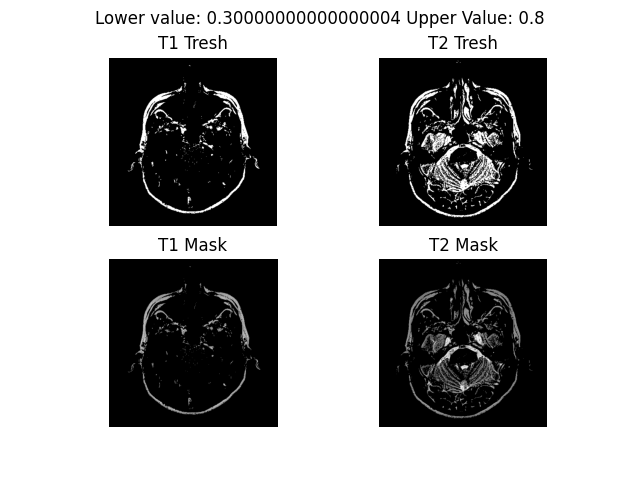 Lower value: 0.30000000000000004 Upper Value: 0.8
T1 Tresh
T2 Tresh
T1 Mask
T2 Mask